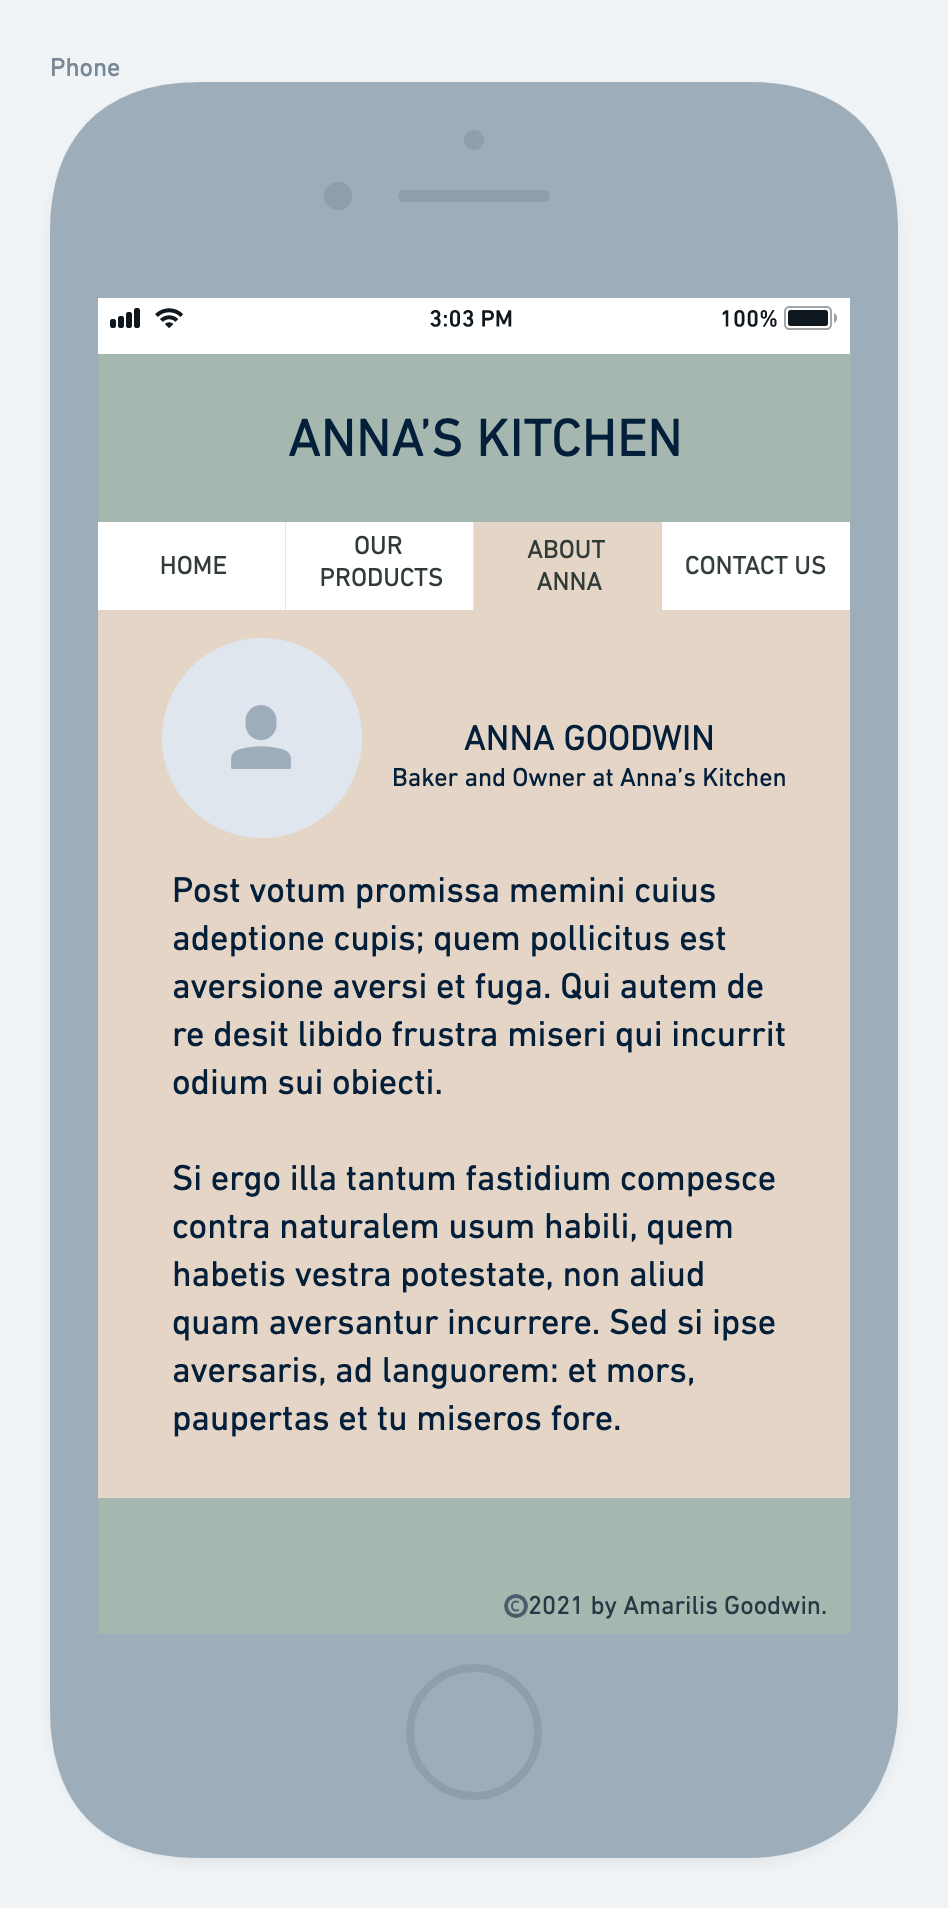 Phone
3:03 PM
100%
ANNA’S KITCHEN
HOME
OUR
PRODUCTS
ABOUT
ANNA
CONTACT US
ANNA GOODWIN
Baker and Owner at Anna’s Kitchen
Post votum promissa memini cuius
adeptione cupis; quem pollicitus est
aversione aversi et fuga. Qui autem de
re desit libido frustra miseri qui incurrit
odium sui obiecti.
Si ergo illa tantum fastidium compesce
contra naturalem usum habili, quem
habetis vestra potestate, non aliud
quam aversantur incurrere. Sed si ipse
aversaris, ad languorem: et mors,
paupertas et tu miseros fore.
©2021 by Amarilis Goodwin.